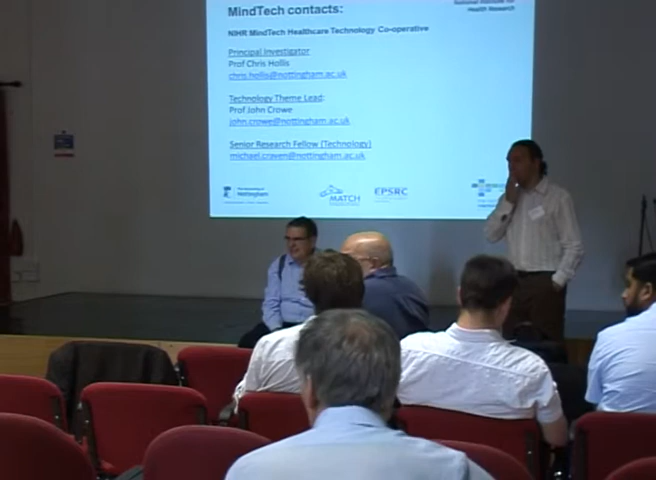 MindTech contacts:
National Institute for
Health Research
NIHR MindTech Healthcare Technology Co-operative
Principal Investigator
Prof Chris Hollis
chris.hollis@nottingham.ac.uk
Technology Theme Lead:
Prof John Crowe
john.crowe@nottingham.ac.uk
Senior Research Fellow (Technology)
michael.craven@nottingham.ac.uk
Nottingham
MATCH
EPSRC